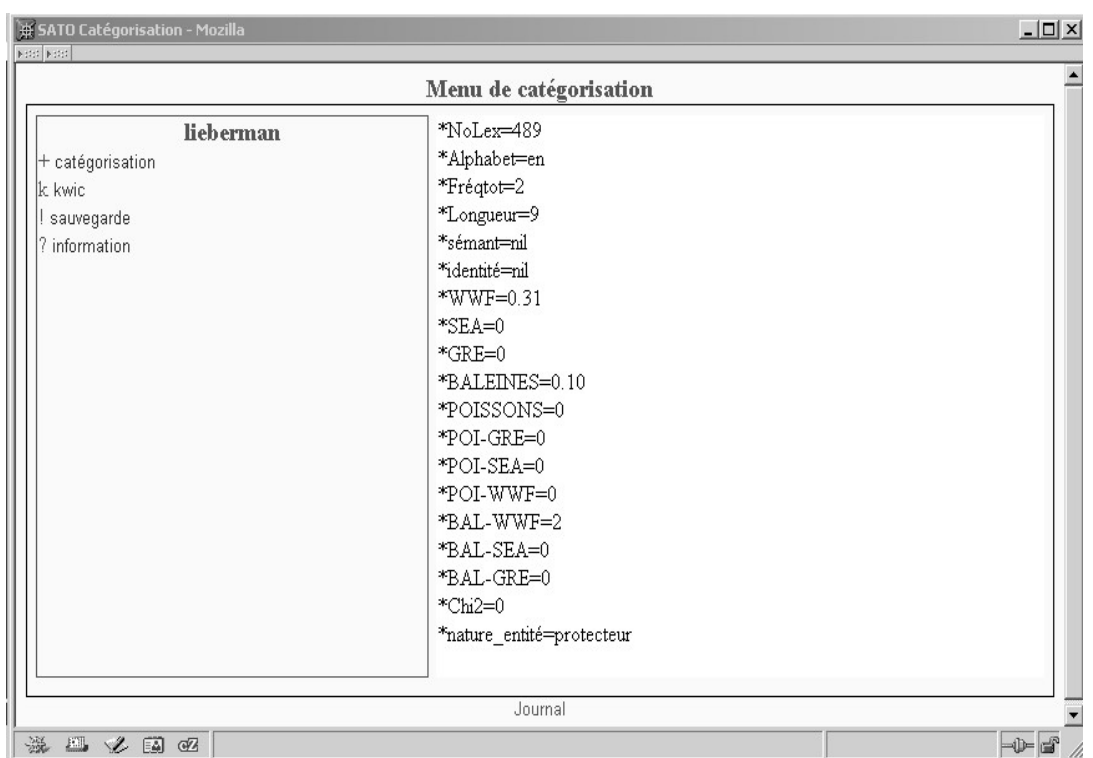 SATO Catégorisation - Mozilla
Menu de catégorisation
lieberman
+ catégorisation
k kwic
! sauvegarde
? information
*NoLex=489
*Alphabet=en
*Fréqtot=2
*Longueur=9
*sémant=nil
*identité=nil
*WWF=0.31
*SEA=0
*GRE=0
*BALEINES=0.10
*POISSONS=0
*POI-GRE=0
*POI-SEA=0
*POI-WWF=0
*BAL-WWF=2
*BAL-SEA=0
*BAL-GRE=0
*Chi2=0
*nature_entité=protecteur
Journal